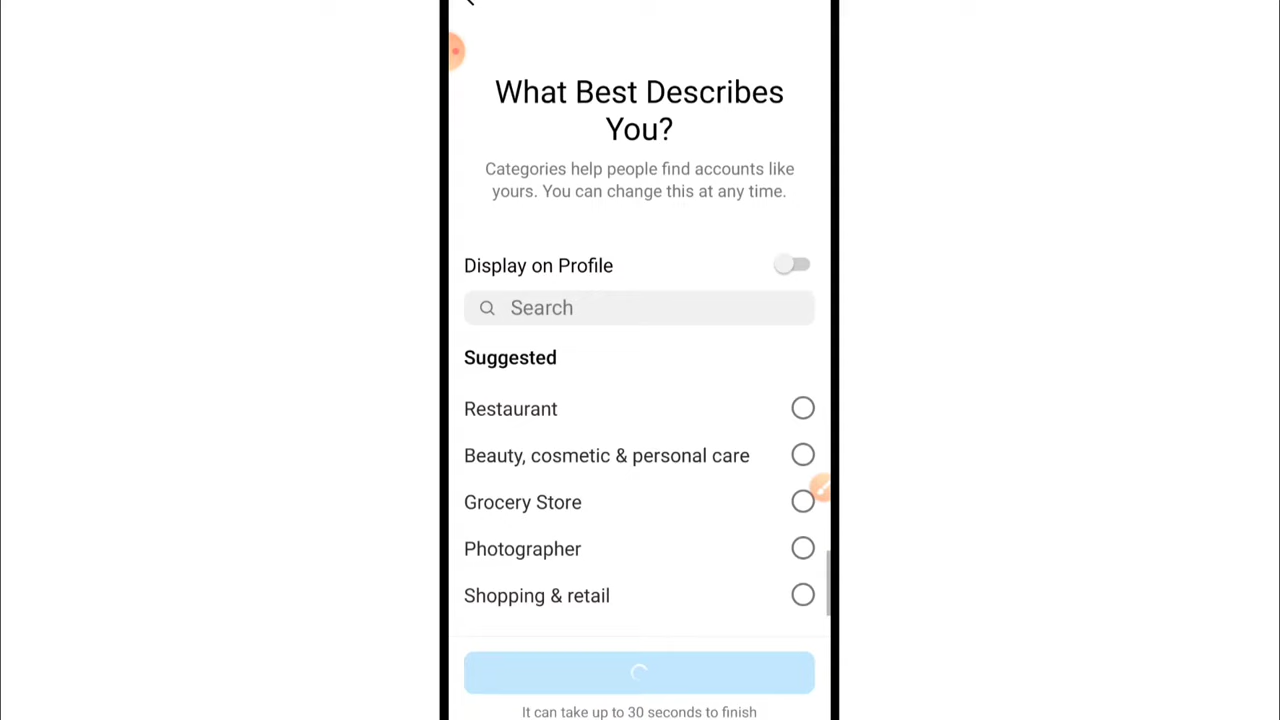 What Best Describes
You?
Categories help people find accounts like
yours. You can change this at any time.
Display on Profile
Search
Suggested
Restaurant
Beauty, cosmetic & personal care
Grocery Store
Photographer
Shopping & retail
It can take up to 30 seconds to finish